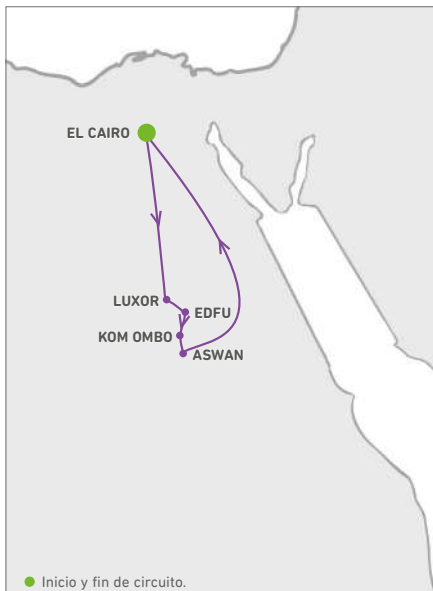 EL CAIRO
LUXOR
EDFU
KOM OMBO
ASWAN
Inicio y fin de circuito.